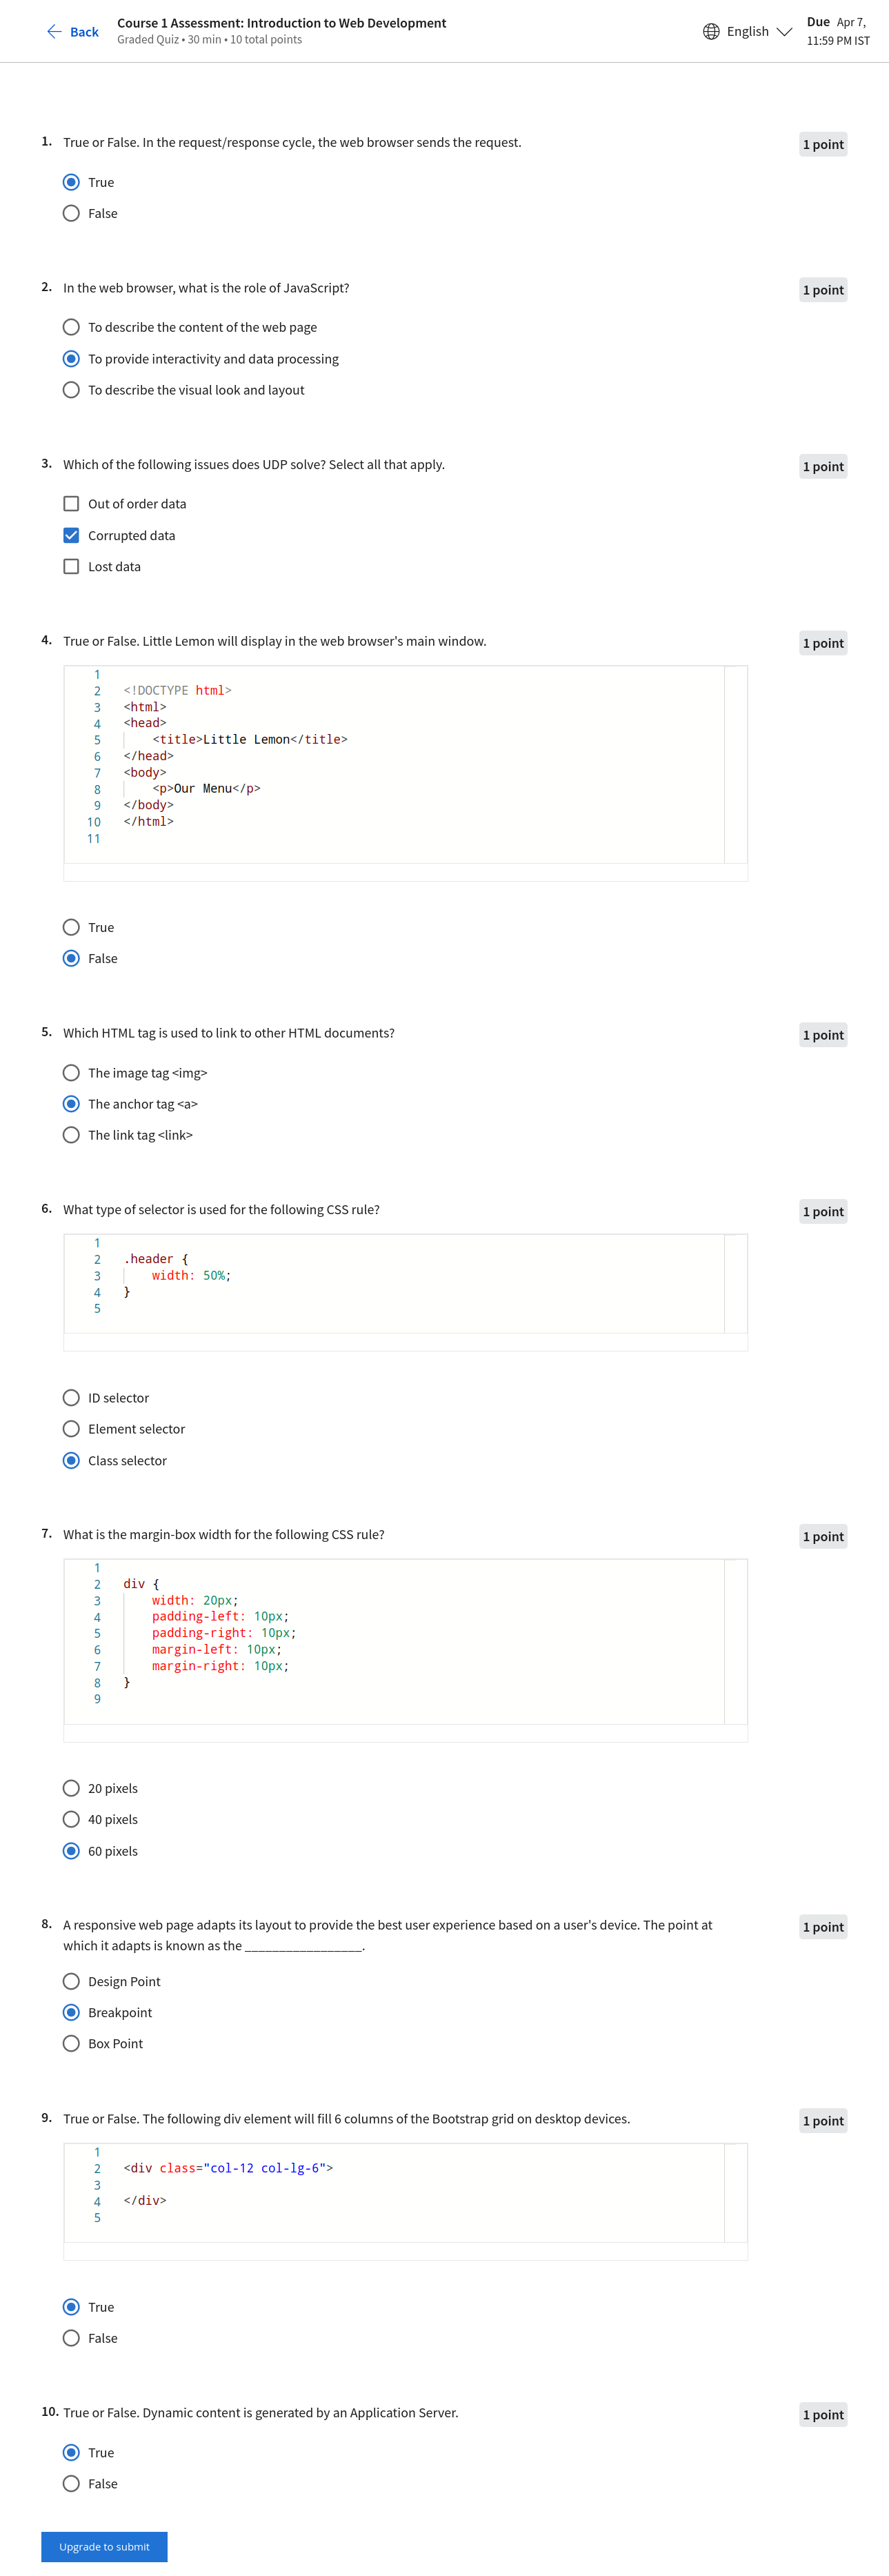 Back
Course 1 Assessment: Introduction to Web Development
Graded Quiz • 30 min • 10 total points
English
Due Apr 7,
11:59 PM IST
1. True or False. In the request/response cycle, the web browser sends the request.
1 point
True
False
2. In the web browser, what is the role of JavaScript?
1 point
To describe the content of the web page
To provide interactivity and data processing
To describe the visual look and layout
3. Which of the following issues does UDP solve? Select all that apply.
1 point
Out of order data
Corrupted data
Lost data
4. True or False. Little Lemon will display in the web browser's main window.
1 point
1
2 <!DOCTYPE html>
3 <html>
4 <head>
5 <title>Little Lemon</title>
6 </head>
7 <body>
8 <p>Our Menu</p>
9 </body>
10 </html>
11
True
False
5. Which HTML tag is used to link to other HTML documents?
1 point
The image tag <img>
The anchor tag <a>
The link tag <link>
6. What type of selector is used for the following CSS rule?
1 point
1
2 .header {
3 width: 50%;
4 }
5
ID selector
Element selector
Class selector
7. What is the margin-box width for the following CSS rule?
1 point
1
2 div {
3 width: 20px;
4 padding-left: 10px;
5 padding-right: 10px;
6 margin-left: 10px;
7 margin-right: 10px;
8 }
9
20 pixels
40 pixels
60 pixels
8. A responsive web page adapts its layout to provide the best user experience based on a user's device. The point at
which it adapts is known as the _________________.
1 point
Design Point
Breakpoint
Box Point
9. True or False. The following div element will fill 6 columns of the Bootstrap grid on desktop devices.
1 point
1
2 <div class="col-12 col-lg-6">
3
4 </div>
5
True
False
10. True or False. Dynamic content is generated by an Application Server.
1 point
True
False
Upgrade to submit